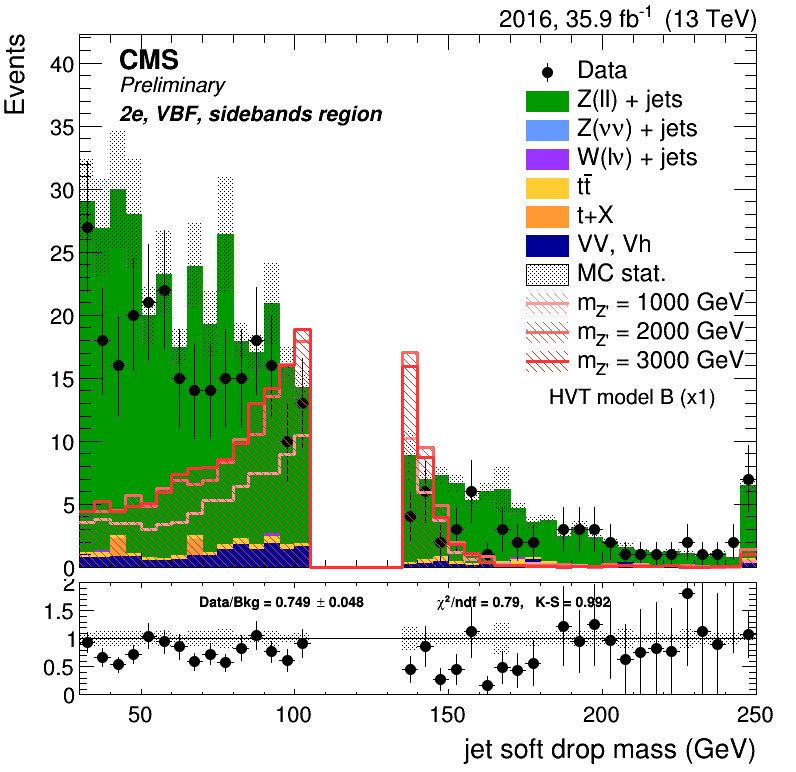 2016, 35.9 fb⁻¹ (13 TeV)
Events
CMS
Preliminary
2e, VBF, sidebands region
Data
Z(ll) + jets
Z(νν) + jets
W(lν) + jets
tt̄
t+X
VV, Vh
MC stat.
m_Z' = 1000 GeV
m_Z' = 2000 GeV
m_Z' = 3000 GeV
HVT model B (x1)
40
35
30
25
20
15
10
5
0
Data/Bkg = 0.749 ± 0.048
χ²/ndf = 0.79, K-S = 0.992
2
1.5
1
0.5
0
50 100 150 200 250
jet soft drop mass (GeV)